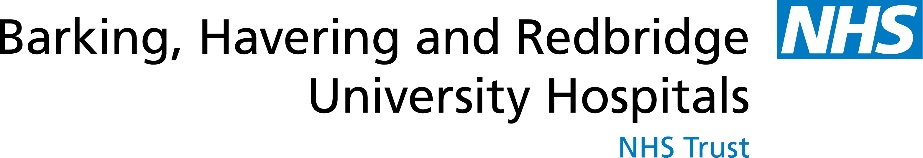 Barking, Havering and Redbridge NHS
University Hospitals
NHS Trust